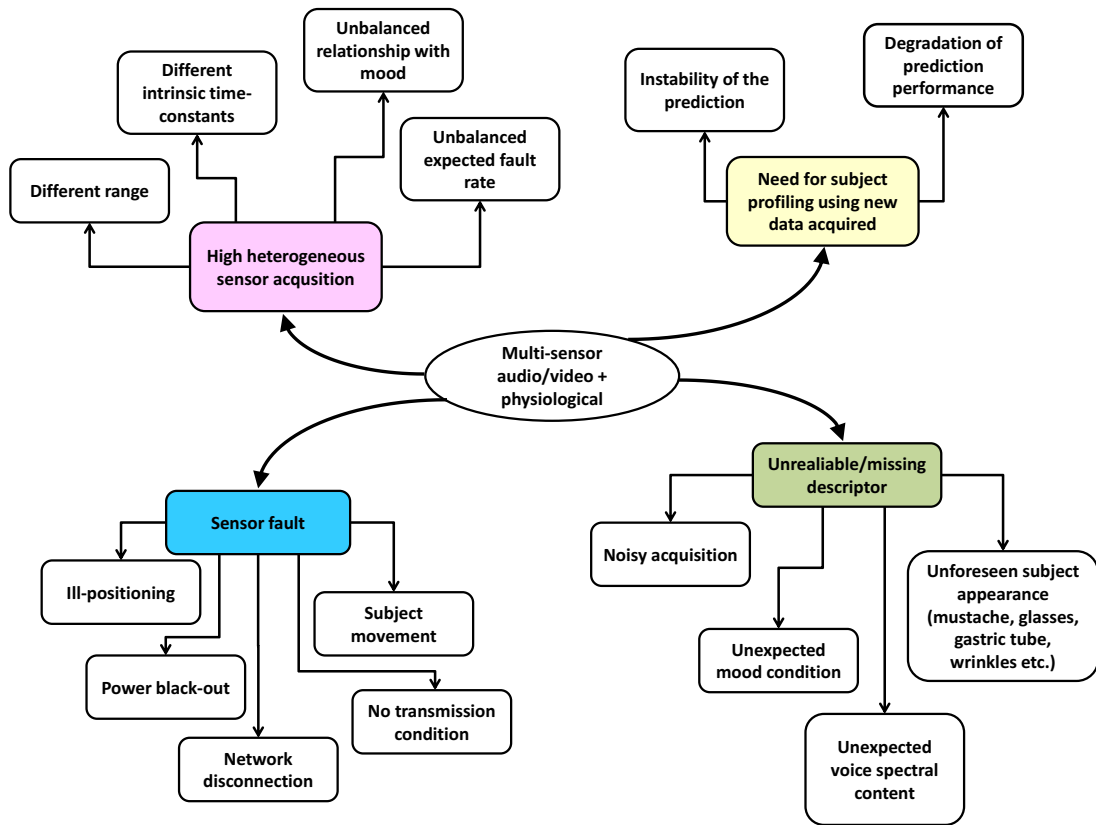 Unbalanced
relationship with
mood
Different
intrinsic time-
constants
Unbalanced
expected fault
rate
Different range
High heterogeneous
sensor acqusition
Degradation of
prediction
performance
Instability of the
prediction
Need for subject
profiling using new
data acquired
Multi-sensor
audio/video +
physiological
Sensor fault
Ill-positioning
Subject
movement
Power black-out
No transmission
condition
Network
disconnection
Unrealiable/missing
descriptor
Noisy acquisition
Unforeseen subject
appearance
(mustache, glasses,
gastric tube,
wrinkles etc.)
Unexpected
mood condition
Unexpected
voice spectral
content